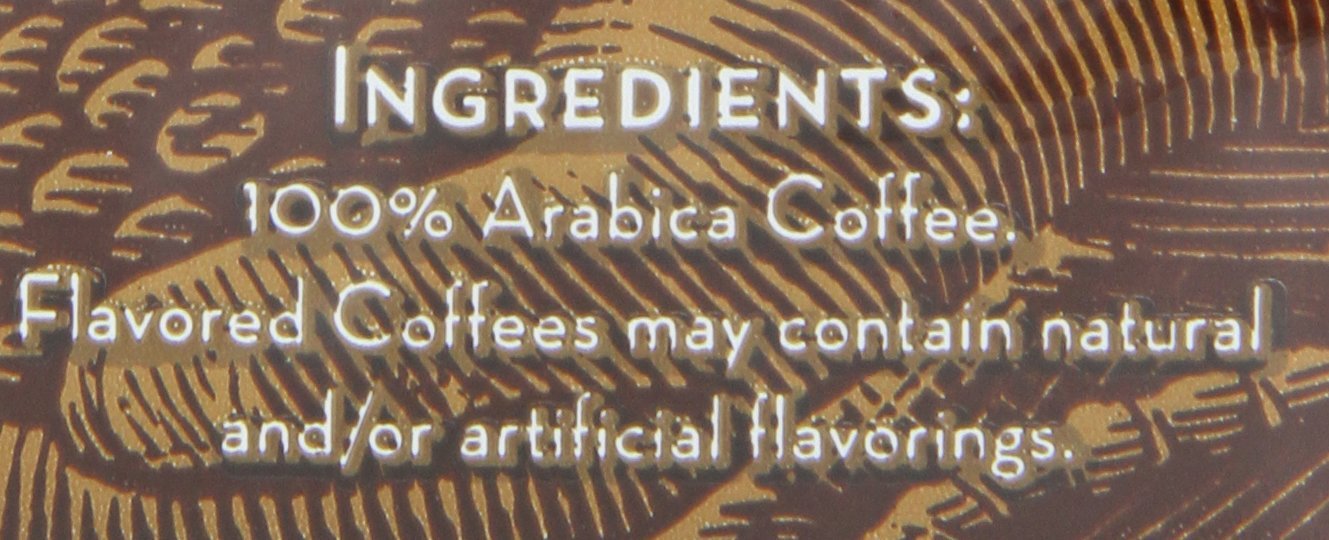 INGREDIENTS:
100% Arabica Coffee.
Flavored Coffees may contain natural
and/or artificial flavorings.